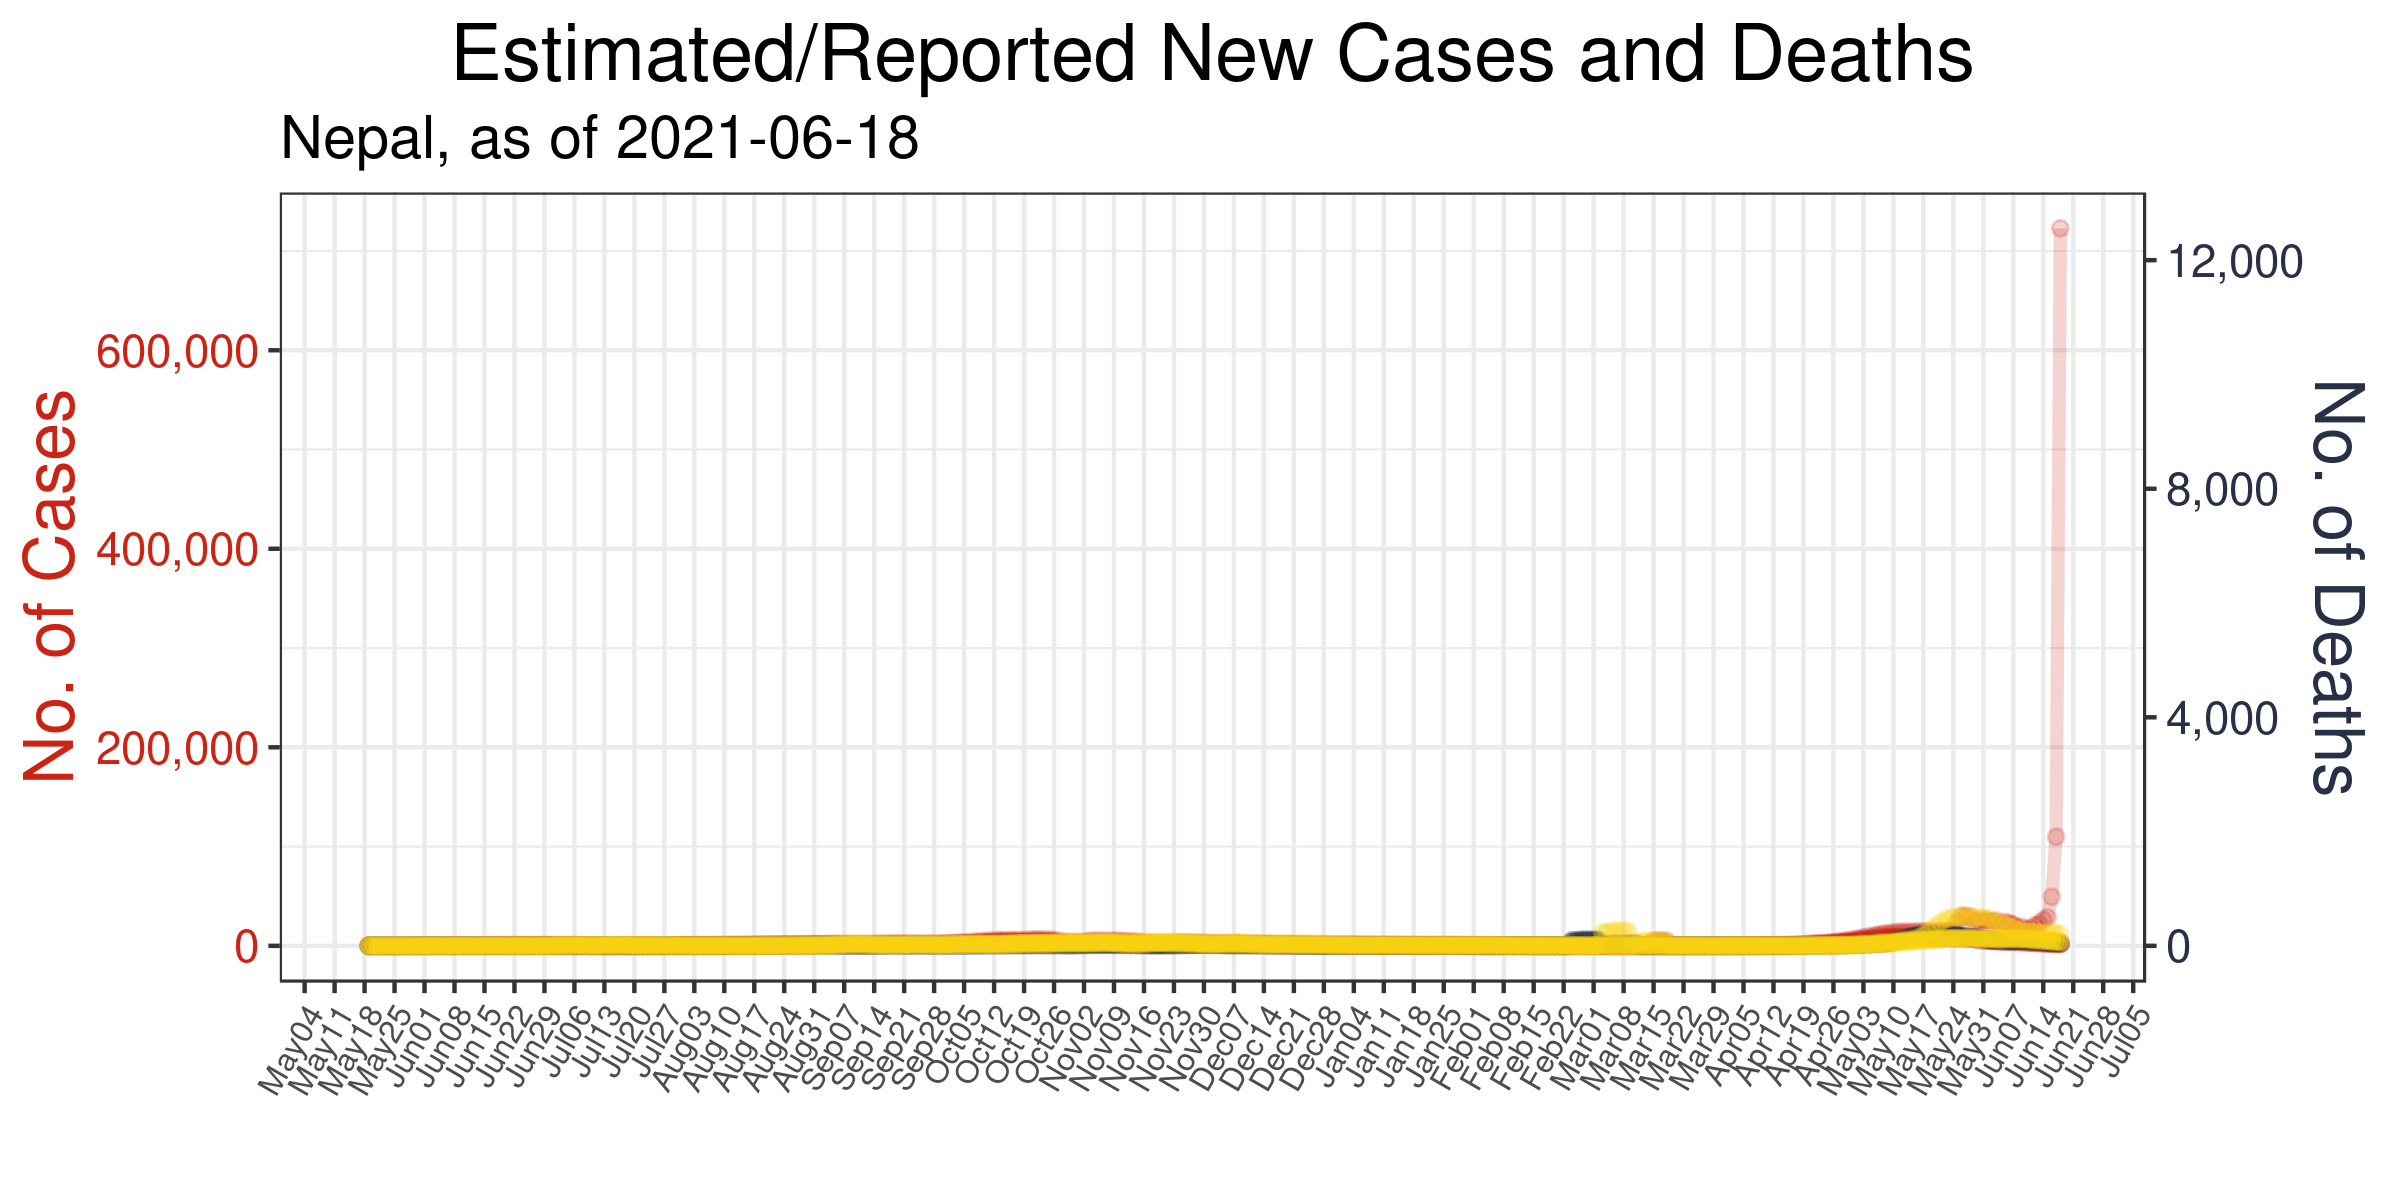 Estimated/Reported New Cases and Deaths
Nepal, as of 2021-06-18
No. of Cases
600,000
400,000
200,000
0
12,000
8,000
4,000
0
No. of Deaths
May04
May11
May18
May25
Jun01
Jun08
Jun15
Jun22
Jun29
Jul06
Jul13
Jul20
Jul27
Aug03
Aug10
Aug17
Aug24
Aug31
Sep07
Sep14
Sep21
Sep28
Oct05
Oct12
Oct19
Oct26
Nov02
Nov09
Nov16
Nov23
Nov30
Dec07
Dec14
Dec21
Dec28
Jan04
Jan11
Jan18
Jan25
Feb01
Feb08
Feb15
Feb22
Mar01
Mar08
Mar15
Mar22
Mar29
Apr05
Apr12
Apr19
Apr26
May03
May10
May17
May24
May31
Jun07
Jun14
Jun21
Jun28
Jul05